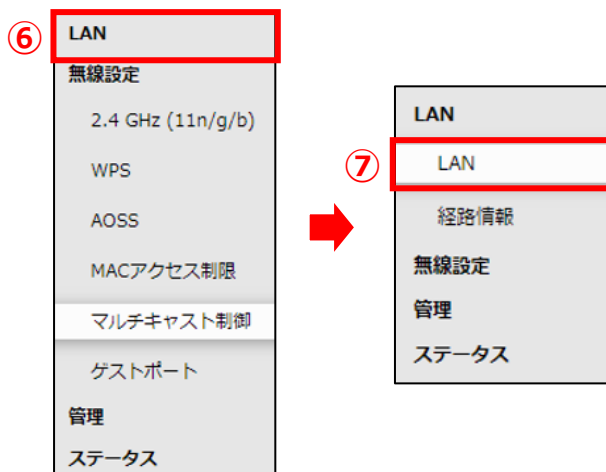 ⑥
LAN
無線設定
2.4 GHz (11n/g/b)
WPS
AOSS
MACアクセス制限
マルチキャスト制御
ゲストポート
管理
ステータス
LAN
⑦
LAN
経路情報
無線設定
管理
ステータス